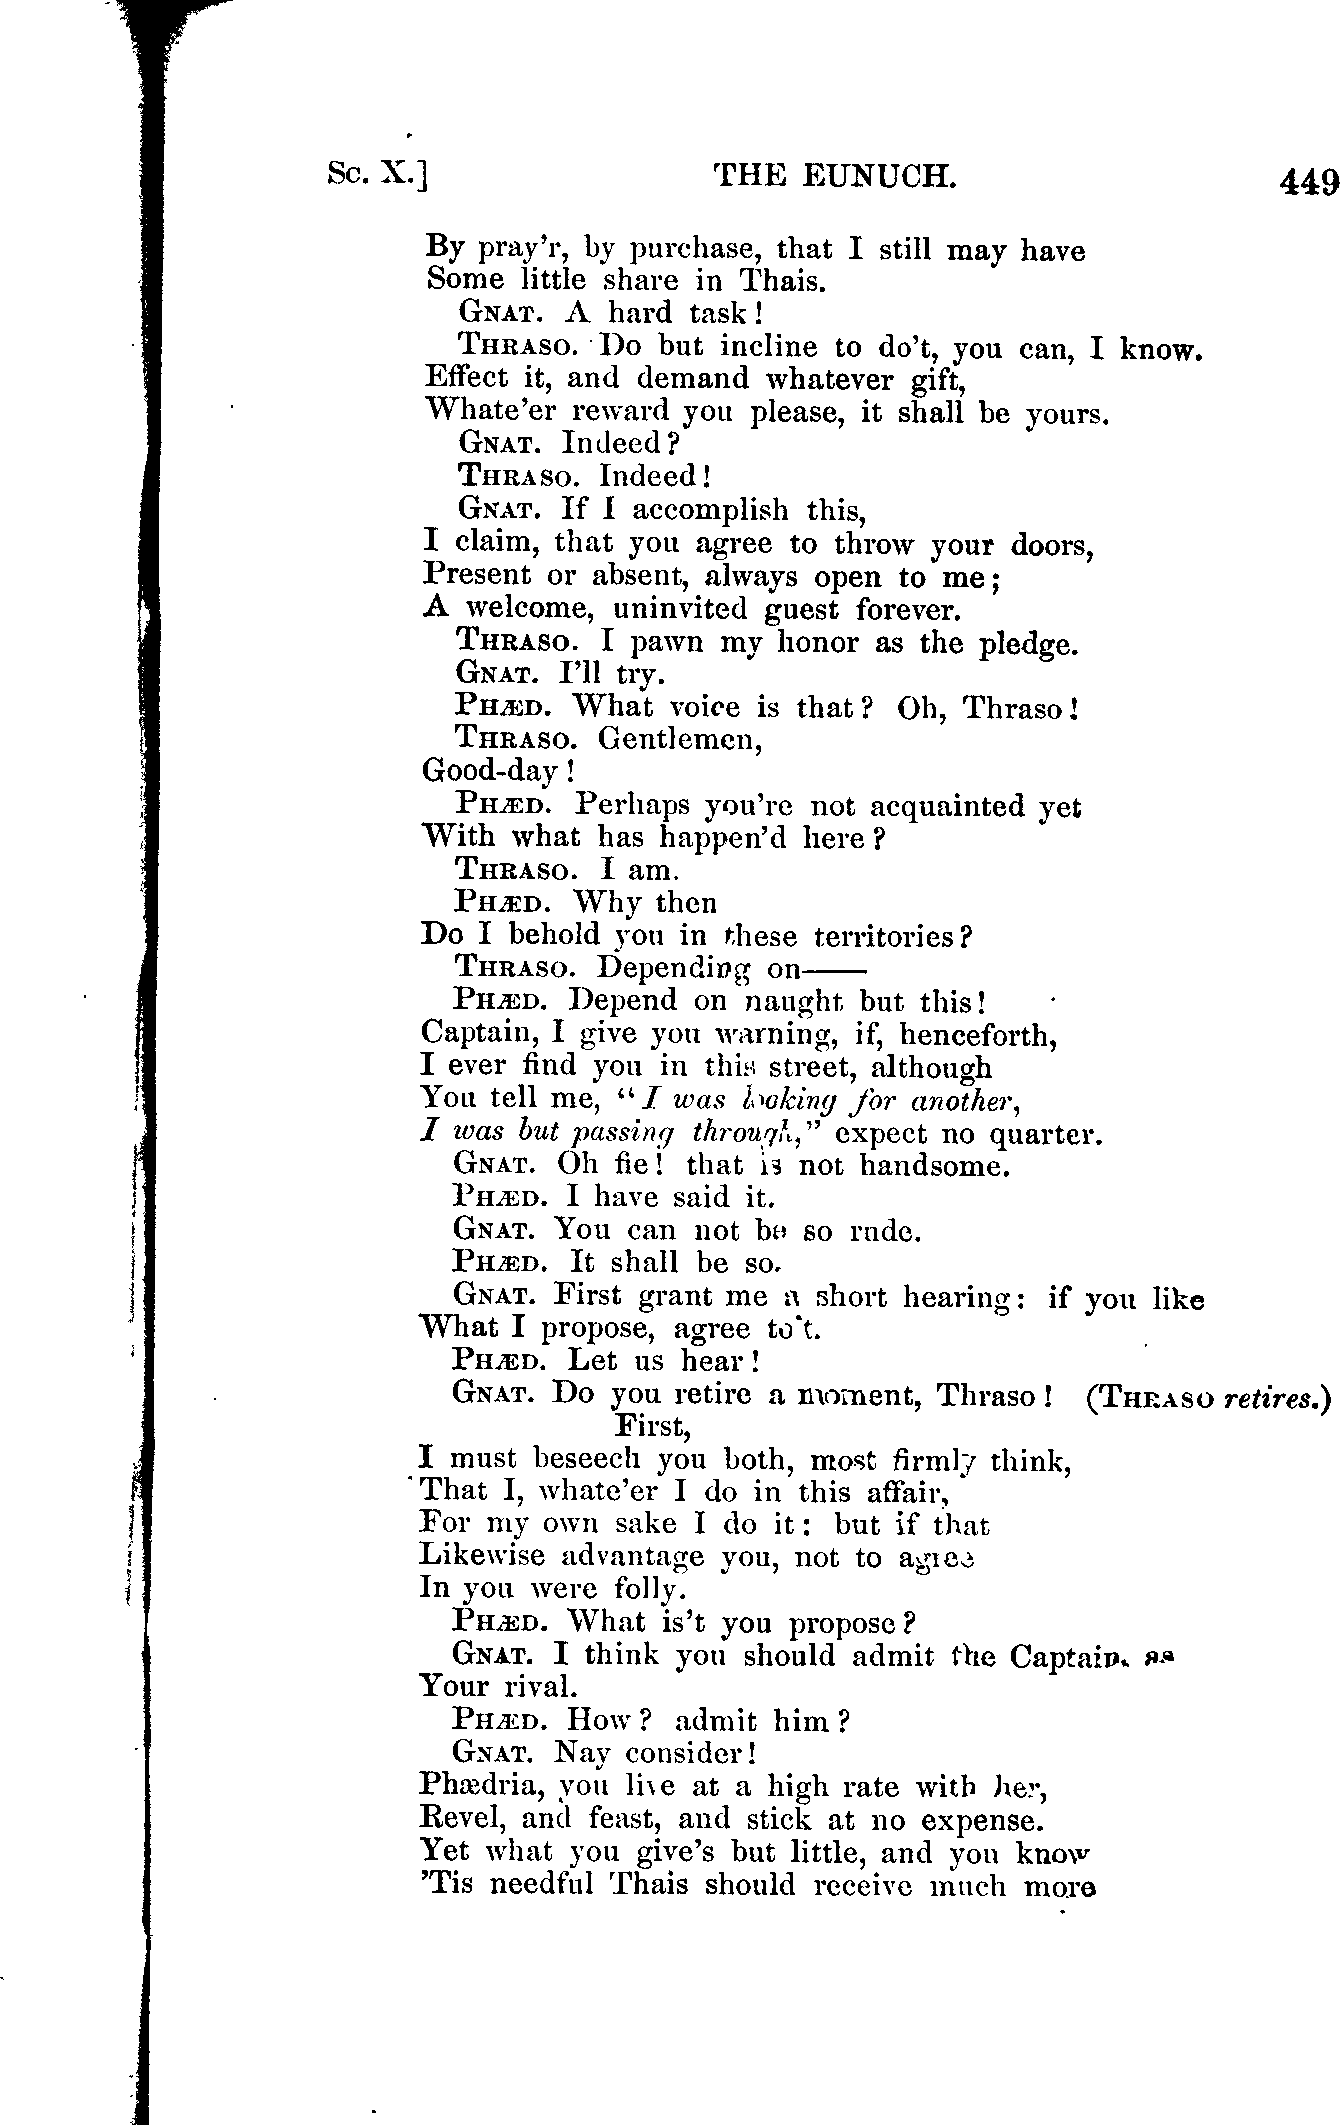 Sc. X.] THE EUNUCH. 449
By pray'r, by purchase, that I still may have
Some little share in Thais.
GNAT. A hard task!
THRASO. Do but incline to do't, you can, I know.
Effect it, and demand whatever gift,
Whate'er reward you please, it shall be yours.
GNAT. Indeed?
THRASO. Indeed!
GNAT. If I accomplish this,
I claim, that you agree to throw your doors,
Present or absent, always open to me;
A welcome, uninvited guest forever.
THRASO. I pawn my honor as the pledge.
GNAT. I'll try.
PHÆD. What voice is that? Oh, Thraso!
THRASO. Gentlemen,
Good-day!
PHÆD. Perhaps you're not acquainted yet
With what has happen'd here?
THRASO. I am.
PHÆD. Why then
Do I behold you in these territories?
THRASO. Depending on——
PHÆD. Depend on naught but this!
Captain, I give you warning, if, henceforth,
I ever find you in this street, although
You tell me, "I was looking for another,
I was but passing through," expect no quarter.
GNAT. Oh fie! that is not handsome.
PHÆD. I have said it.
GNAT. You can not be so rude.
PHÆD. It shall be so.
GNAT. First grant me a short hearing: if you like
What I propose, agree to't.
PHÆD. Let us hear!
GNAT. Do you retire a moment, Thraso! (THRASO retires.)
First,
I must beseech you both, most firmly think,
That I, whate'er I do in this affair,
For my own sake I do it: but if that
Likewise advantage you, not to agree
In you were folly.
PHÆD. What is't you propose?
GNAT. I think you should admit the Captain. as
Your rival.
PHÆD. How? admit him?
GNAT. Nay consider!
Phædria, you live at a high rate with her,
Revel, and feast, and stick at no expense.
Yet what you give's but little, and you know
'Tis needful Thais should receive much more